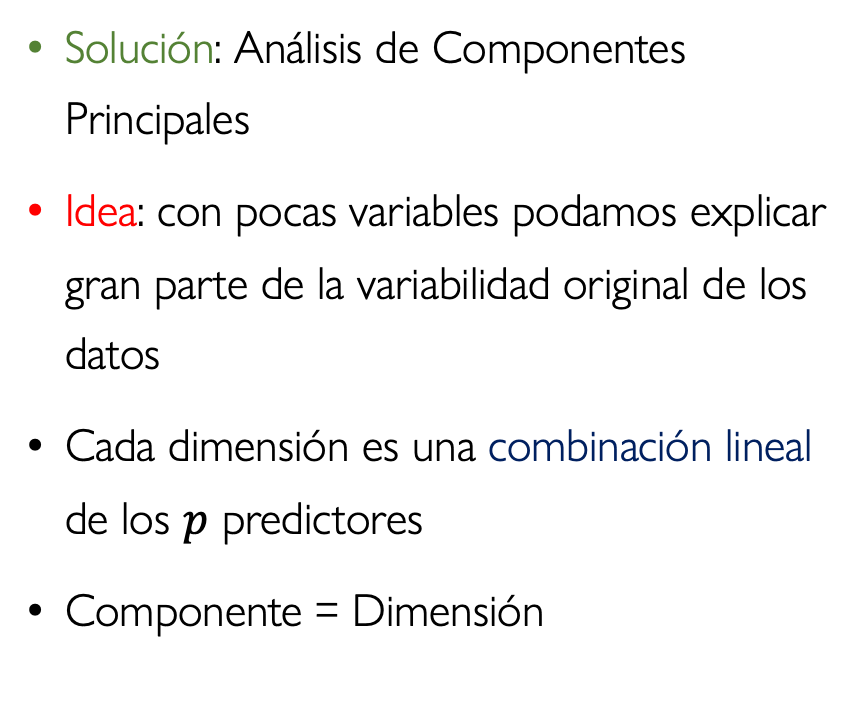 • Solución: Análisis de Componentes
Principales
• Idea: con pocas variables podamos explicar
gran parte de la variabilidad original de los
datos
• Cada dimensión es una combinación lineal
de los p predictores
• Componente = Dimensión